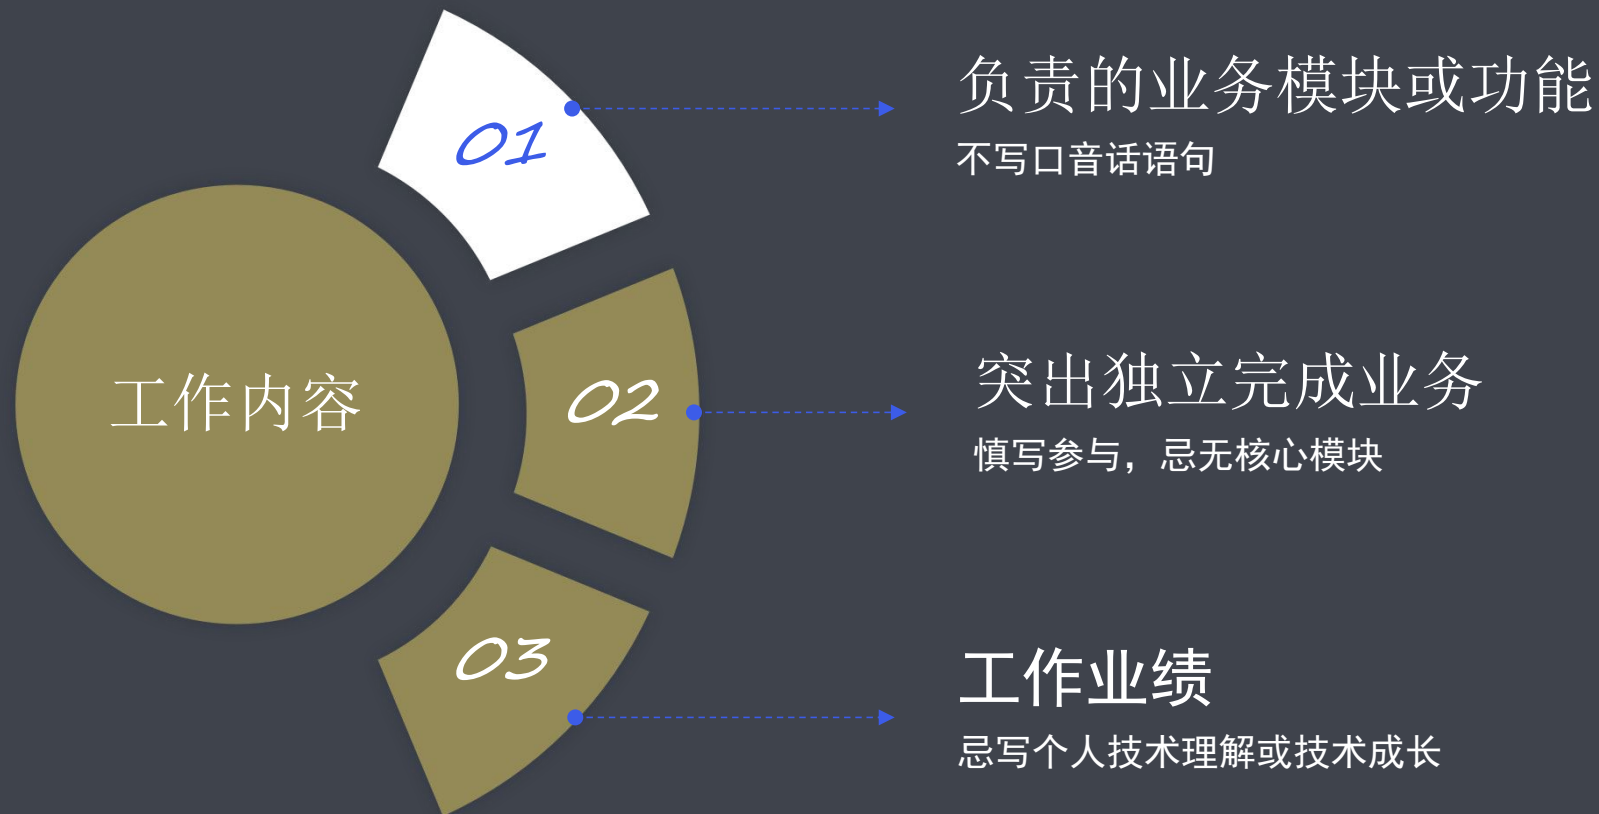 工作内容
01
负责的业务模块或功能
不写口音话语句
02
突出独立完成业务
慎写参与，忌无核心模块
03
工作业绩
忌写个人技术理解或技术成长